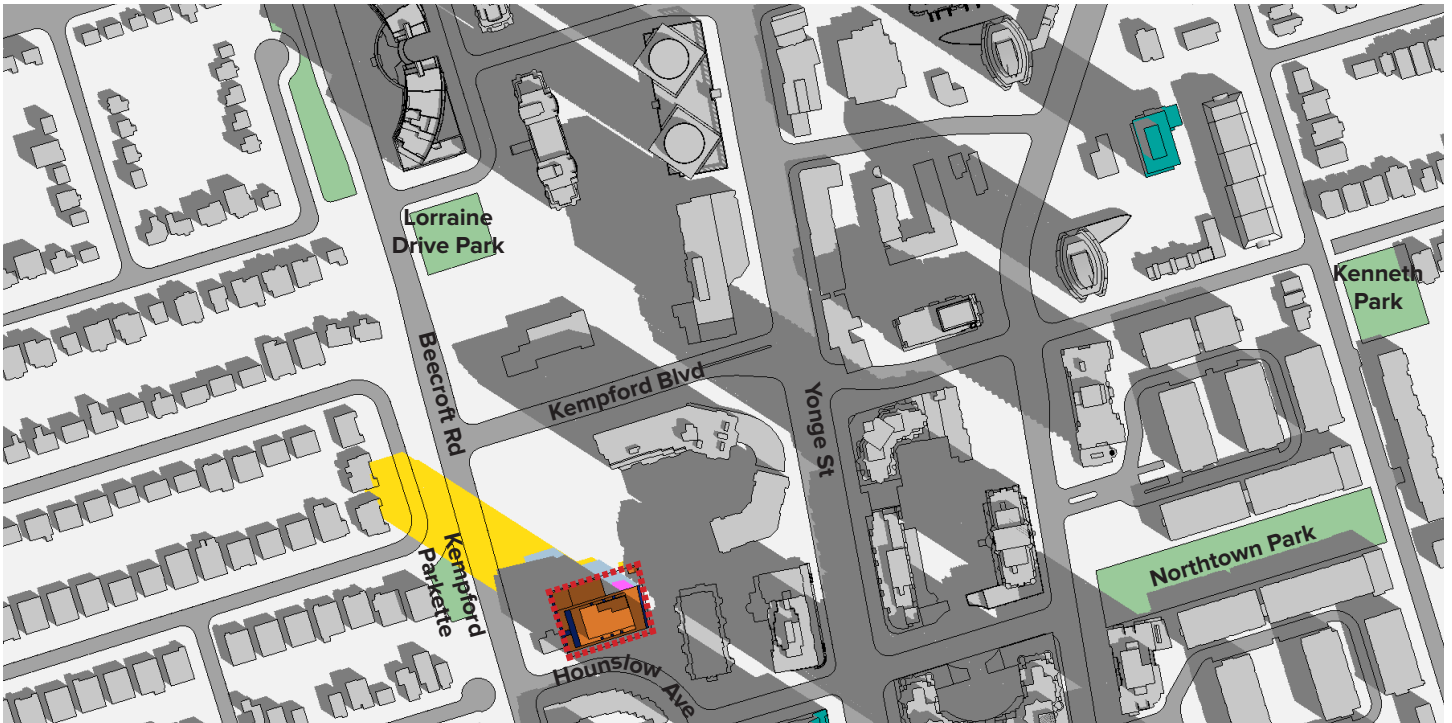 Lorraine
Drive Park
Kenneth
Park
Beecroft Rd
Kempford Blvd
Yonge St
Northtown Park
Kempford
Parkette
Hounslow Ave